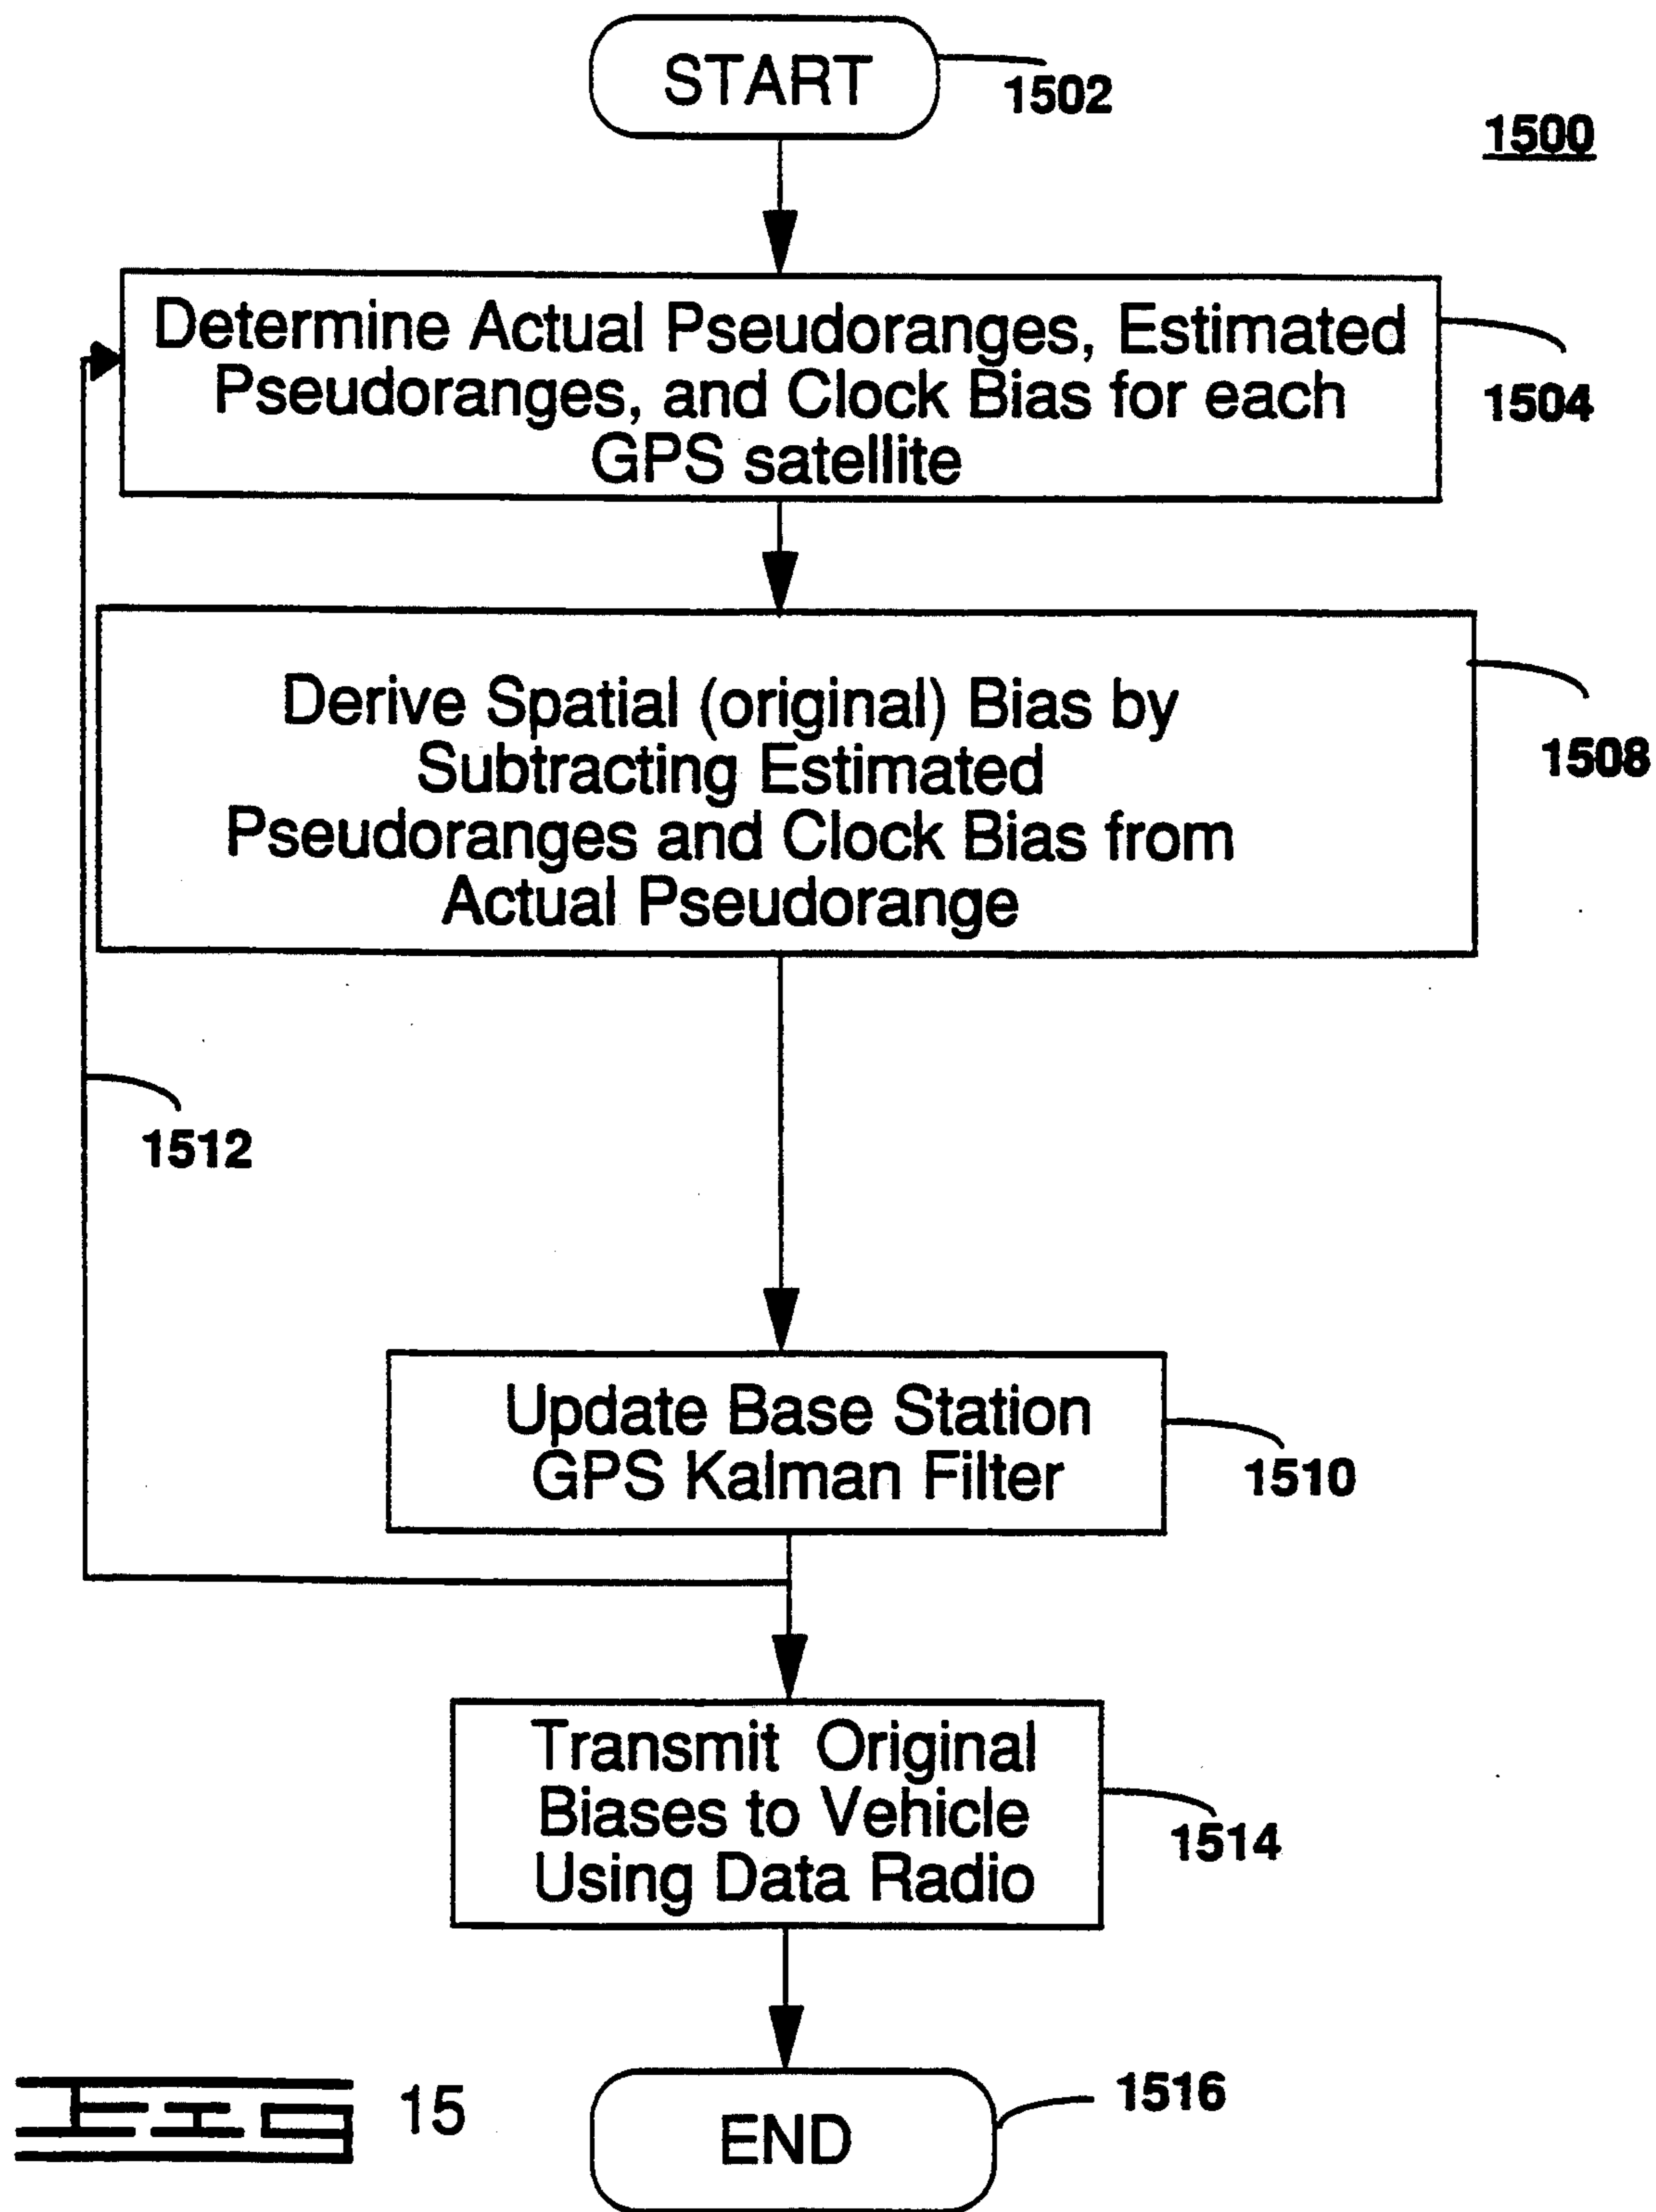 START
1502
1500
Determine Actual Pseudoranges, Estimated
Pseudoranges, and Clock Bias for each
GPS satellite
1504
Derive Spatial (original) Bias by
Subtracting Estimated
Pseudoranges and Clock Bias from
Actual Pseudorange
1508
1512
Update Base Station
GPS Kalman Filter
1510
Transmit Original
Biases to Vehicle
Using Data Radio
1514
END
1516
FIG 15